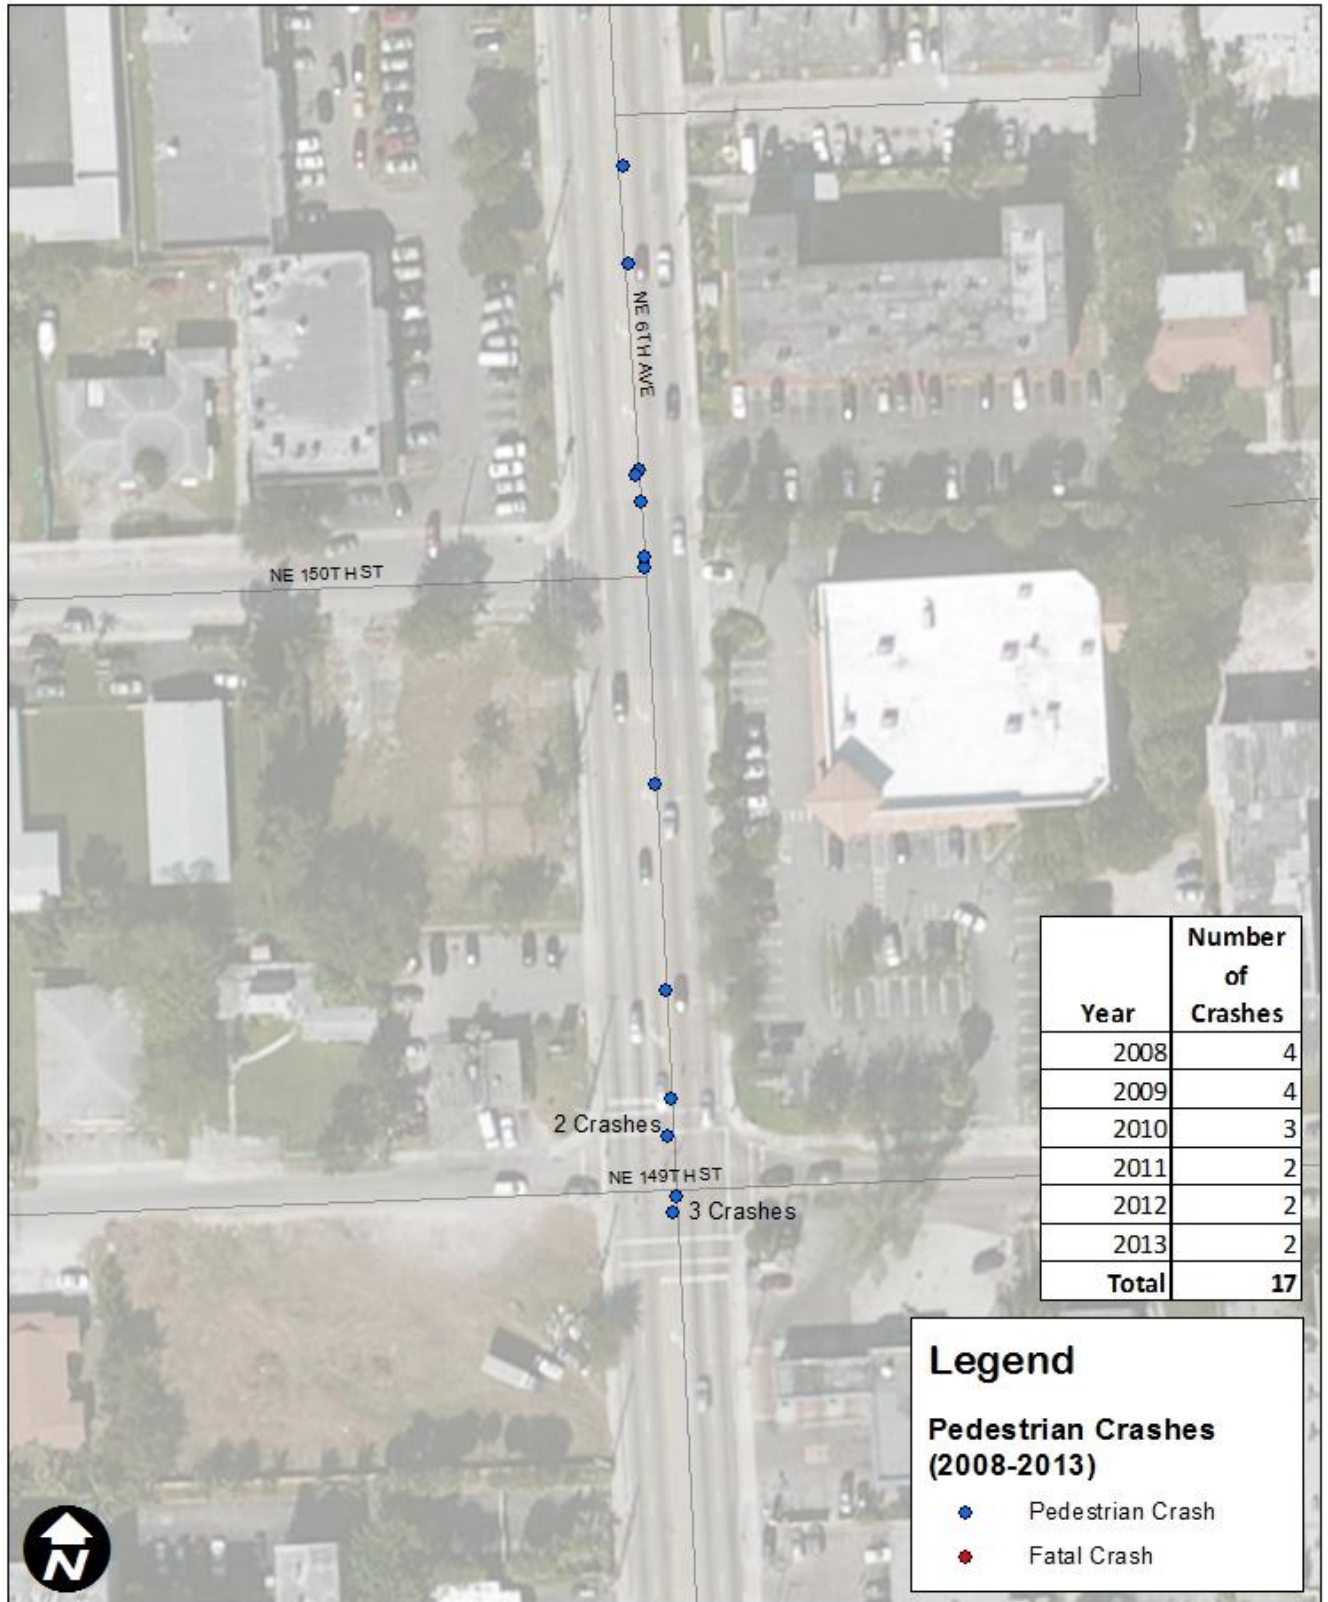 NE 6TH AVE
NE 150TH ST
2 Crashes
NE 149TH ST
3 Crashes
Year Number of Crashes
2008 4
2009 4
2010 3
2011 2
2012 2
2013 2
Total 17
Legend
Pedestrian Crashes
(2008-2013)
Pedestrian Crash
Fatal Crash
N